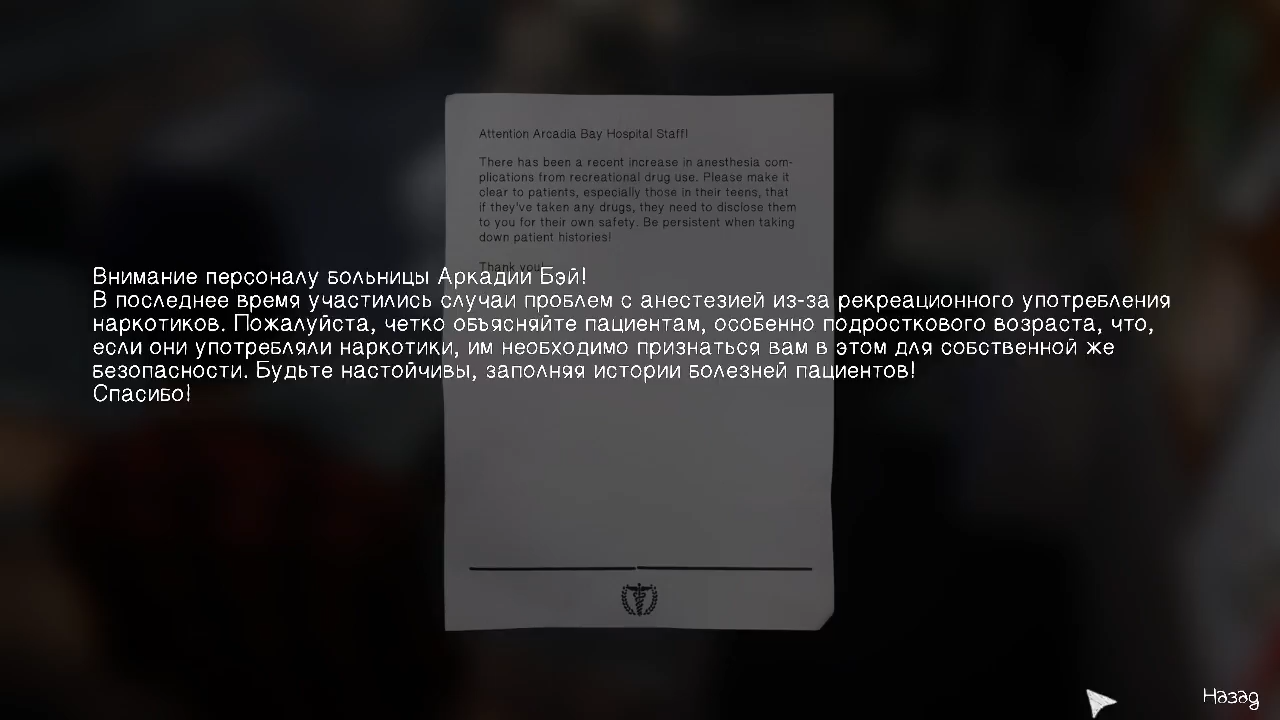 Attention Arcadia Bay Hospital Staff!
There has been a recent increase in anesthesia com-
plications from recreational drug use. Please make it
clear to patients, especially those in their teens, that
if they've taken any drugs, they need to disclose them
to you for their own safety. Be persistent when taking
down patient histories!
Thank you!
Внимание персоналу больницы Аркадии Бэй!
В последнее время участились случаи проблем с анестезией из-за рекреационного употребления
наркотиков. Пожалуйста, четко объясняйте пациентам, особенно подросткового возраста, что,
если они употребляли наркотики, им необходимо признаться вам в этом для собственной же
безопасности. Будьте настойчивы, заполняя истории болезней пациентов!
Спасибо!
Назад